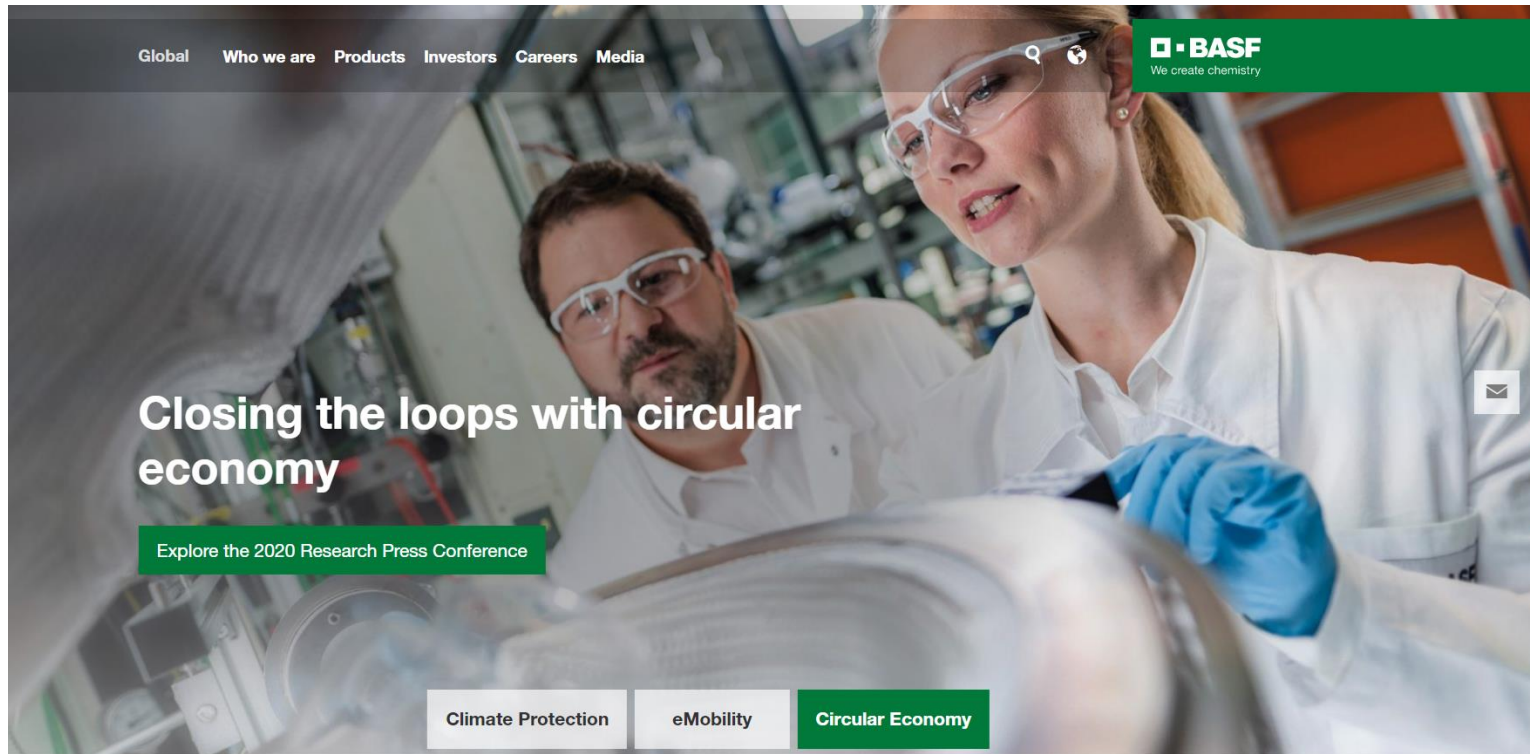 Global Who we are Products Investors Careers Media
BASF
We create chemistry
Closing the loops with circular
economy
Explore the 2020 Research Press Conference
Climate Protection eMobility Circular Economy